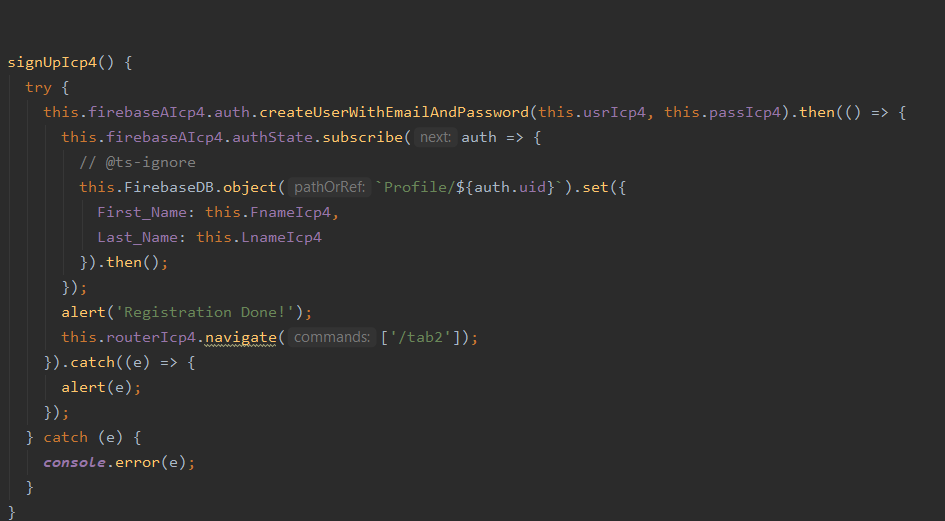 signUpIcp4() {
try {
this.firebaseAIcp4.auth.createUserWithEmailAndPassword(this.usrIcp4, this.passIcp4).then(() => {
this.firebaseAIcp4.authState.subscribe( next: auth => {
// @ts-ignore
this.FirebaseDB.object( pathOrRef: `Profile/${auth.uid}`).set({
First_Name: this.FnameIcp4,
Last_Name: this.LnameIcp4
}).then();
});
alert('Registration Done!');
this.routerIcp4.navigate( commands: ['/tab2']);
}).catch((e) => {
alert(e);
});
} catch (e) {
console.error(e);
}
}